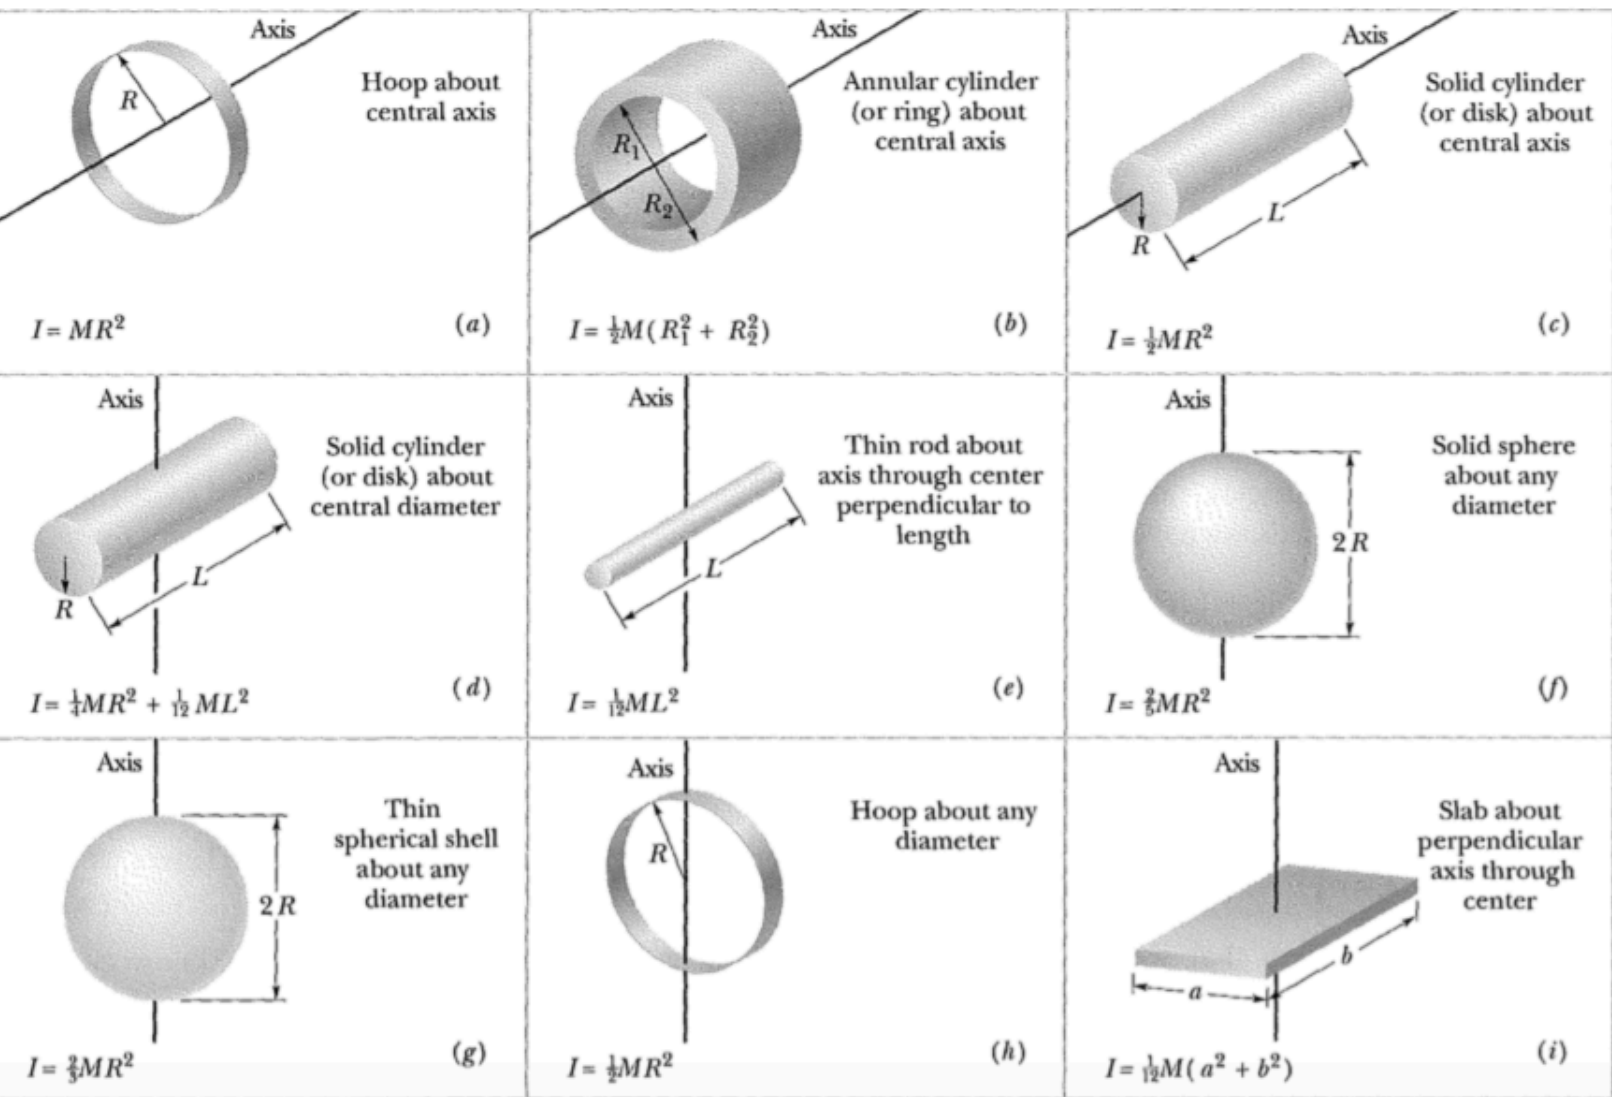 Axis
Hoop about
central axis
R
I = MR²
(a)
Axis
Annular cylinder
(or ring) about
central axis
R₁
R₂
I = ½M(R₁² + R₂²)
(b)
Axis
Solid cylinder
(or disk) about
central axis
L
R
I = ½MR²
(c)
Axis
Solid cylinder
(or disk) about
central diameter
L
R
I = ¼MR² + 1/12 ML²
(d)
Axis
Thin rod about
axis through center
perpendicular to
length
L
I = 1/12 ML²
(e)
Axis
Solid sphere
about any
diameter
2R
I = ⅖MR²
(f)
Axis
Thin
spherical shell
about any
diameter
2R
I = ⅔MR²
(g)
Axis
Hoop about any
diameter
R
I = ½MR²
(h)
Axis
Slab about
perpendicular
axis through
center
b
a
I = 1/12 M(a² + b²)
(i)